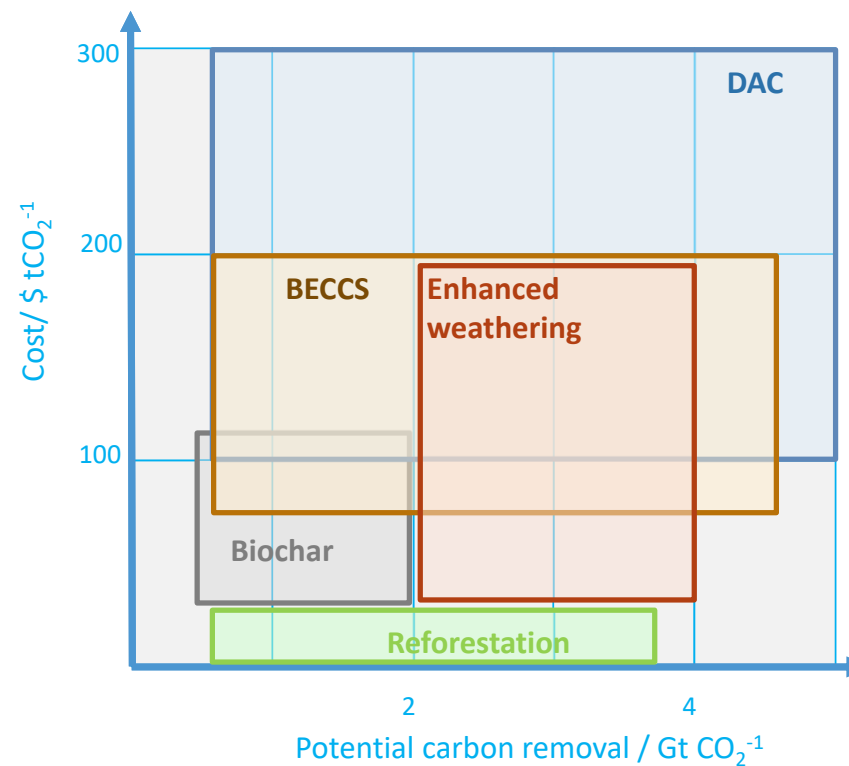 300
DAC
200
BECCS
Enhanced
weathering
Cost/ $ tCO₂⁻¹
100
Biochar
Reforestation
2
4
Potential carbon removal / Gt CO₂⁻¹